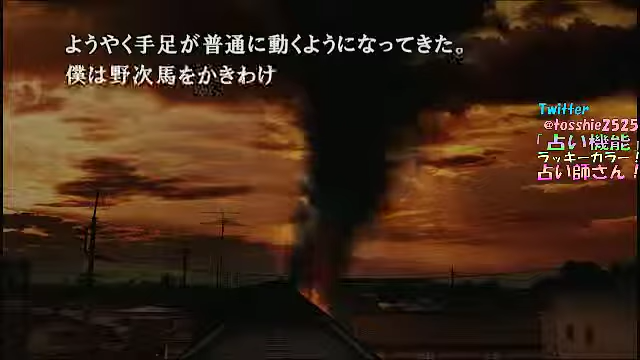 ようやく手足が普通に動くようになってきた。
僕は野次馬をかきわけ
Twitter
@tosshie2525
「占い機能」
ラッキーカラー！
占い師さん！